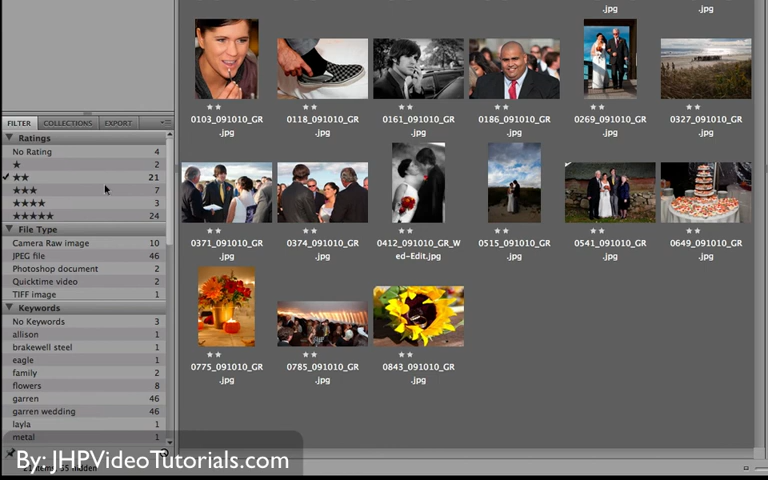 .jpg
.jpg
0103_091010_GR
.jpg
0118_091010_GR
.jpg
0161_091010_GR
.jpg
0186_091010_GR
.jpg
0269_091010_GR
.jpg
0327_091010_GR
.jpg
0371_091010_GR
.jpg
0374_091010_GR
.jpg
0412_091010_GR_W
ed-Edit.jpg
0515_091010_GR
.jpg
0541_091010_GR
.jpg
0649_091010_GR
.jpg
0775_091010_GR
.jpg
0785_091010_GR
.jpg
0843_091010_GR
.jpg
FILTER COLLECTIONS EXPORT
Ratings
No Rating 4
★ 2
★★ 21
★★★ 7
★★★★ 3
★★★★★ 24
File Type
Camera Raw image 10
JPEG file 46
Photoshop document 2
Quicktime video 2
TIFF image 1
Keywords
No Keywords 3
allison 1
brakewell steel 1
eagle 1
family 2
flowers 8
garren 46
garren wedding 46
layla 1
metal 1
By: JHPVideoTutorials.com
hidden